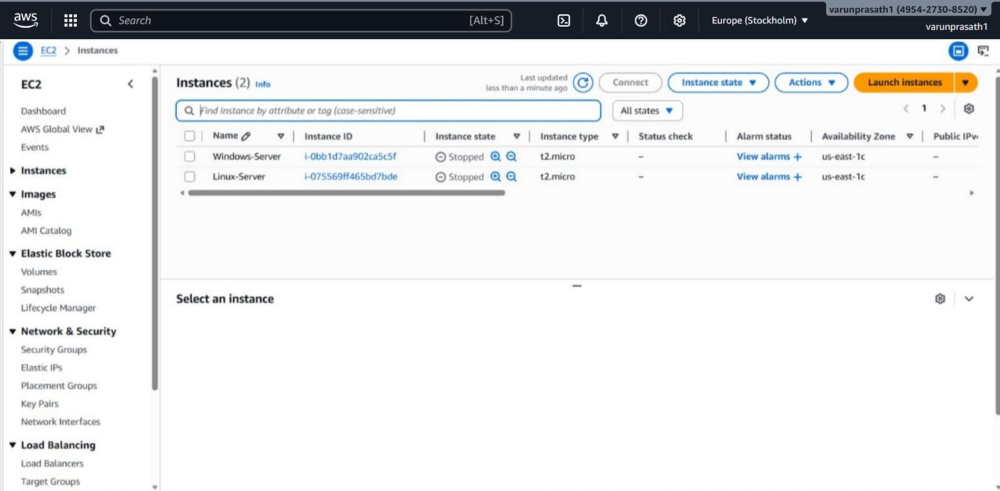 aws
Search [Alt+S]
Europe (Stockholm)
varunprasath1 (4954-2730-8520)
varunprasath1
EC2 > Instances
EC2
Dashboard
AWS Global View
Events
Instances
Images
AMIs
AMI Catalog
Elastic Block Store
Volumes
Snapshots
Lifecycle Manager
Network & Security
Security Groups
Elastic IPs
Placement Groups
Key Pairs
Network Interfaces
Load Balancing
Load Balancers
Target Groups
Instances (2) Info
Last updated
less than a minute ago
Connect
Instance state
Actions
Launch instances
Find Instance by attribute or tag (case-sensitive)
All states
1
Name Instance ID Instance state Instance type Status check Alarm status Availability Zone Public IPv
Windows-Server i-0bb1d7aa902ca5c5f Stopped t2.micro – View alarms + us-east-1c –
Linux-Server i-075569ff465bd7bde Stopped t2.micro – View alarms + us-east-1c –
Select an instance